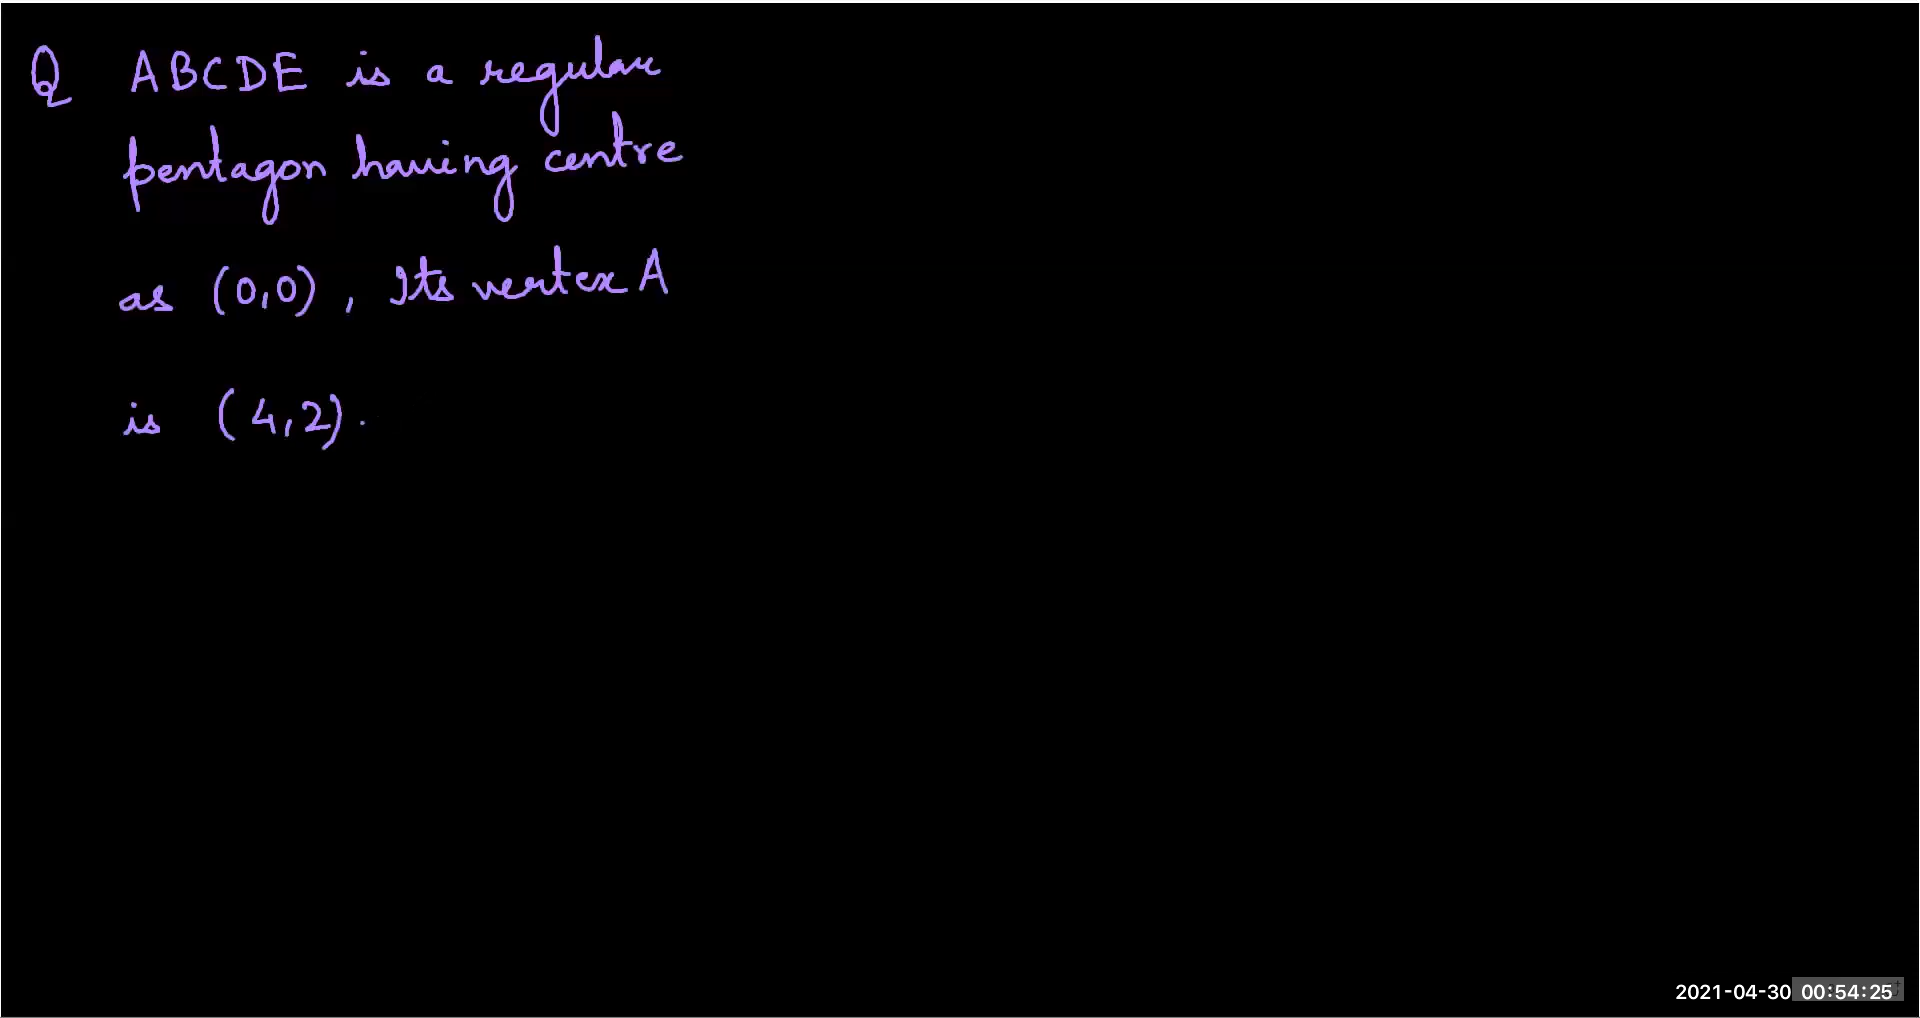 Q ABCDE is a regular
pentagon having centre
as (0,0), Its vertex A
is (4,2).
2021-04-30 00:54:25